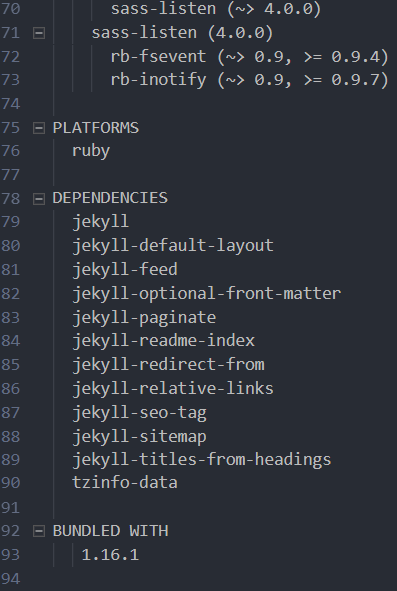 70 sass-listen (~> 4.0.0)
71 sass-listen (4.0.0)
72 rb-fsevent (~> 0.9, >= 0.9.4)
73 rb-inotify (~> 0.9, >= 0.9.7)
74
75 PLATFORMS
76 ruby
77
78 DEPENDENCIES
79 jekyll
80 jekyll-default-layout
81 jekyll-feed
82 jekyll-optional-front-matter
83 jekyll-paginate
84 jekyll-readme-index
85 jekyll-redirect-from
86 jekyll-relative-links
87 jekyll-seo-tag
88 jekyll-sitemap
89 jekyll-titles-from-headings
90 tzinfo-data
91
92 BUNDLED WITH
93 1.16.1
94